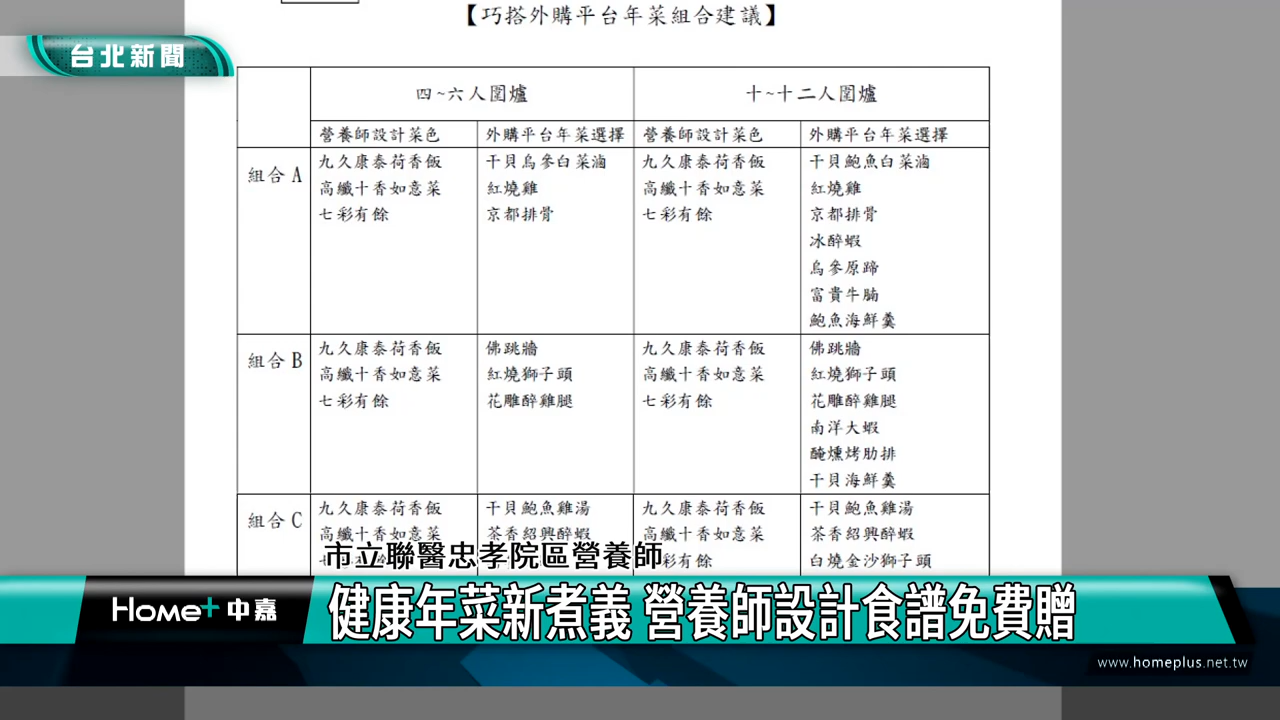 【巧搭外購平台年菜組合建議】
台北新聞
四~六人圍爐 十~十二人圍爐
營養師設計菜色 外購平台年菜選擇 營養師設計菜色 外購平台年菜選擇
組合 A
九久康泰荷香飯 干貝烏參白菜滷 九久康泰荷香飯 干貝鮑魚白菜滷
高纖十香如意菜 紅燒雞 高纖十香如意菜 紅燒雞
七彩有餘 京都排骨 七彩有餘 京都排骨
冰醉蝦
烏參原蹄
富貴牛腩
鮑魚海鮮羹
組合 B
九久康泰荷香飯 佛跳牆 九久康泰荷香飯 佛跳牆
高纖十香如意菜 紅燒獅子頭 高纖十香如意菜 紅燒獅子頭
七彩有餘 花雕醉雞腿 七彩有餘 花雕醉雞腿
南洋大蝦
醃燻烤肋排
干貝海鮮羹
組合 C
九久康泰荷香飯 干貝鮑魚雞湯 九久康泰荷香飯 干貝鮑魚雞湯
高纖十香如意菜 茶香紹興醉蝦 高纖十香如意菜 茶香紹興醉蝦
彩有餘 白燒金沙獅子頭
市立聯醫忠孝院區營養師
Home+中嘉
健康年菜新煮義 營養師設計食譜免費贈
www.homeplus.net.tw